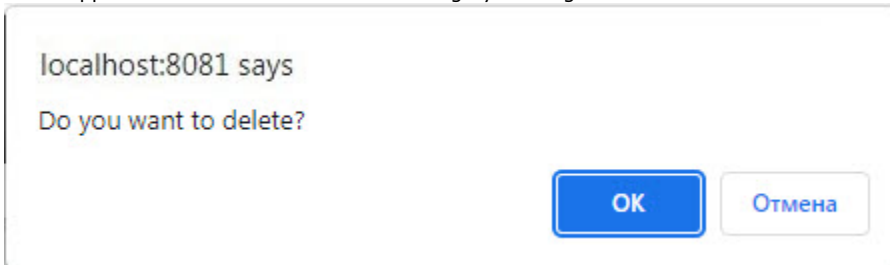 localhost:8081 says
Do you want to delete?
OK
Отмена